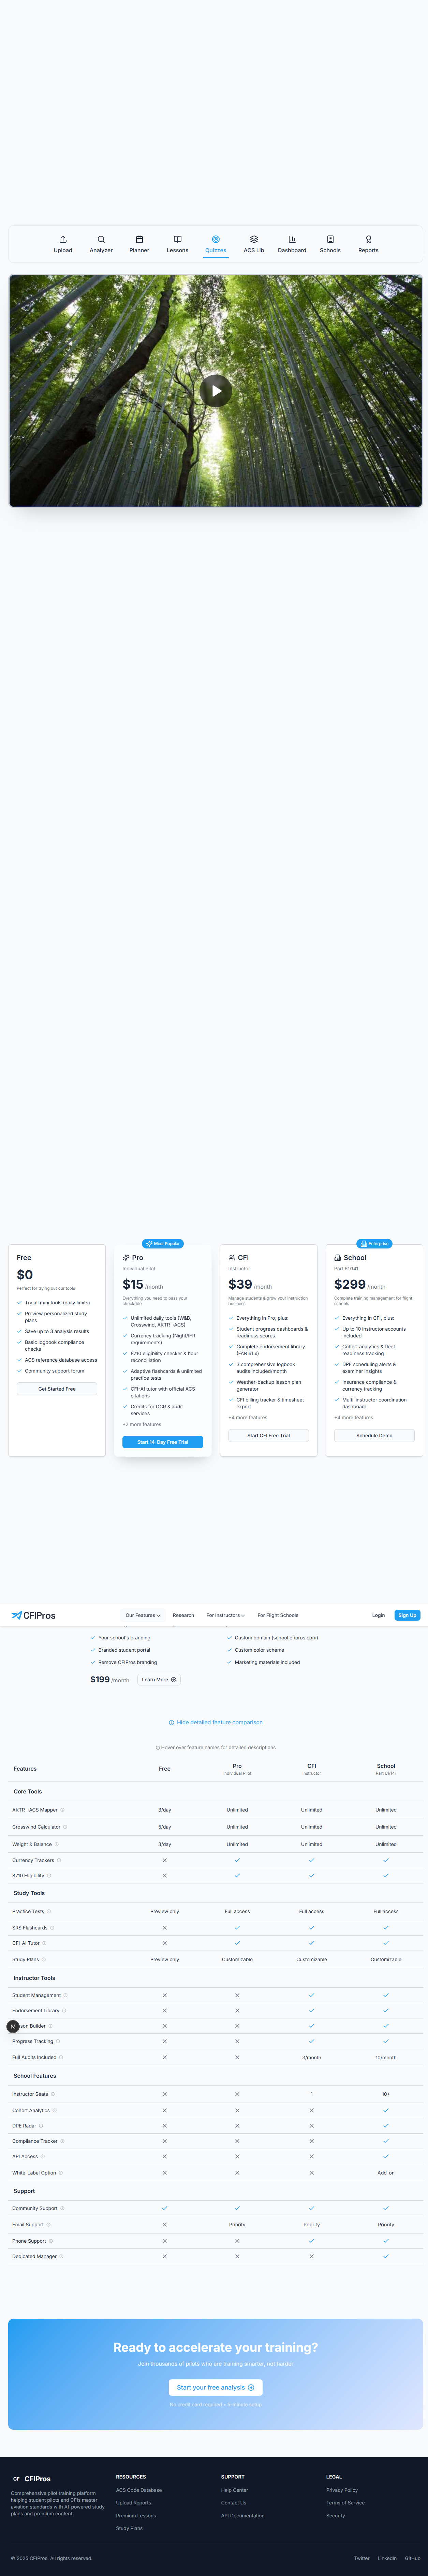 Upload
Analyzer
Planner
Lessons
Quizzes
ACS Lib
Dashboard
Schools
Reports
Free
$0
Perfect for trying out our tools
Try all mini tools (daily limits)
Preview personalized study
plans
Save up to 3 analysis results
Basic logbook compliance
checks
ACS reference database access
Community support forum
Get Started Free
Most Popular
Pro
Individual Pilot
$15 /month
Everything you need to pass your
checkride
Unlimited daily tools (W&B,
Crosswind, AKTR→ACS)
Currency tracking (Night/IFR
requirements)
8710 eligibility checker & hour
reconciliation
Adaptive flashcards & unlimited
practice tests
CFI-AI tutor with official ACS
citations
Credits for OCR & audit
services
+2 more features
Start 14-Day Free Trial
CFI
Instructor
$39 /month
Manage students & grow your instruction
business
Everything in Pro, plus:
Student progress dashboards &
readiness scores
Complete endorsement library
(FAR 61.x)
3 comprehensive logbook
audits included/month
Weather-backup lesson plan
generator
CFI billing tracker & timesheet
export
+4 more features
Start CFI Free Trial
Enterprise
School
Part 61/141
$299 /month
Complete training management for flight
schools
Everything in CFI, plus:
Up to 10 instructor accounts
included
Cohort analytics & fleet
readiness tracking
DPE scheduling alerts &
examiner insights
Insurance compliance &
currency tracking
Multi-instructor coordination
dashboard
+4 more features
Schedule Demo
CFIPros
Our Features
Research
For Instructors
For Flight Schools
Login
Sign Up
Your school's branding
Custom domain (school.cfipros.com)
Branded student portal
Custom color scheme
Remove CFIPros branding
Marketing materials included
$199 /month
Learn More
Hide detailed feature comparison
Hover over feature names for detailed descriptions
Features Free Pro CFI School
Individual Pilot Instructor Part 61/141
Core Tools
AKTR→ACS Mapper 3/day Unlimited Unlimited Unlimited
Crosswind Calculator 5/day Unlimited Unlimited Unlimited
Weight & Balance 3/day Unlimited Unlimited Unlimited
Currency Trackers
8710 Eligibility
Study Tools
Practice Tests Preview only Full access Full access Full access
SRS Flashcards
CFI-AI Tutor
Study Plans Preview only Customizable Customizable Customizable
Instructor Tools
Student Management
Endorsement Library
N
son Builder
Progress Tracking
Full Audits Included 3/month 10/month
School Features
Instructor Seats 1 10+
Cohort Analytics
DPE Radar
Compliance Tracker
API Access
White-Label Option Add-on
Support
Community Support
Email Support Priority Priority Priority
Phone Support
Dedicated Manager
Ready to accelerate your training?
Join thousands of pilots who are training smarter, not harder
Start your free analysis
No credit card required • 5-minute setup
CF CFIPros
Comprehensive pilot training platform
helping student pilots and CFIs master
aviation standards with AI-powered study
plans and premium content.
RESOURCES
ACS Code Database
Upload Reports
Premium Lessons
Study Plans
SUPPORT
Help Center
Contact Us
API Documentation
LEGAL
Privacy Policy
Terms of Service
Security
© 2025 CFIPros. All rights reserved.
Twitter
LinkedIn
GitHub